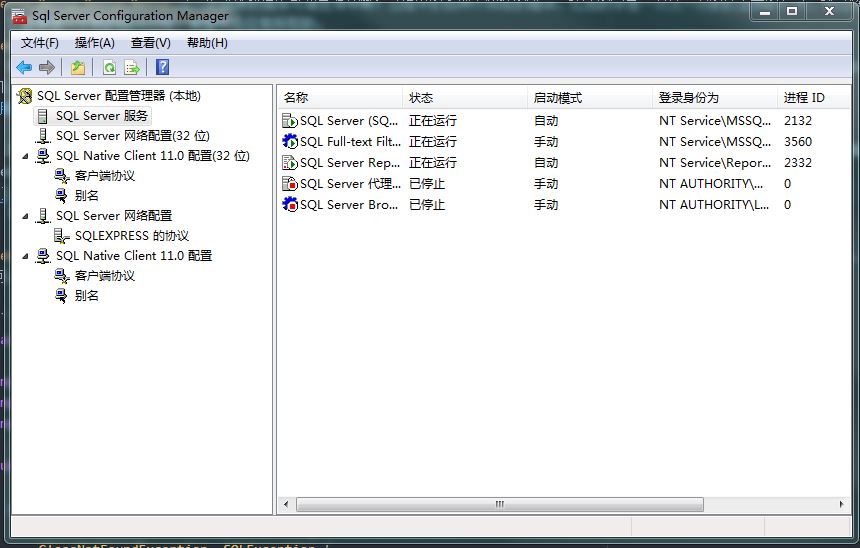 Sql Server Configuration Manager
文件(F) 操作(A) 查看(V) 帮助(H)
SQL Server 配置管理器 (本地)
SQL Server 服务
SQL Server 网络配置(32 位)
SQL Native Client 11.0 配置(32 位)
客户端协议
别名
SQL Server 网络配置
SQLEXPRESS 的协议
SQL Native Client 11.0 配置
客户端协议
别名
名称 状态 启动模式 登录身份为 进程 ID
SQL Server (SQ... 正在运行 自动 NT Service\MSSQ... 2132
SQL Full-text Filt... 正在运行 手动 NT Service\MSSQ... 3560
SQL Server Rep... 正在运行 自动 NT Service\Repor... 2332
SQL Server 代理... 已停止 手动 NT AUTHORITY\... 0
SQL Server Bro... 已停止 手动 NT AUTHORITY\L... 0